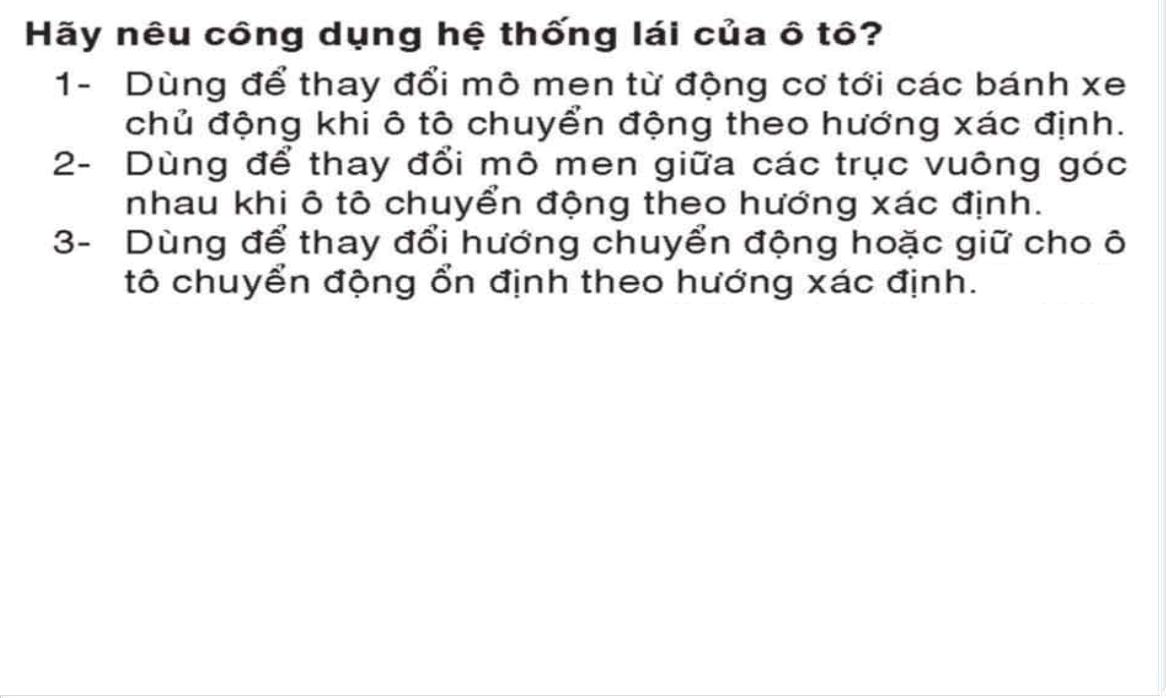 Hãy nêu công dụng hệ thống lái của ô tô?
1- Dùng để thay đổi mô men từ động cơ tới các bánh xe
chủ động khi ô tô chuyển động theo hướng xác định.
2- Dùng để thay đổi mô men giữa các trục vuông góc
nhau khi ô tô chuyển động theo hướng xác định.
3- Dùng để thay đổi hướng chuyển động hoặc giữ cho ô
tô chuyển động ổn định theo hướng xác định.